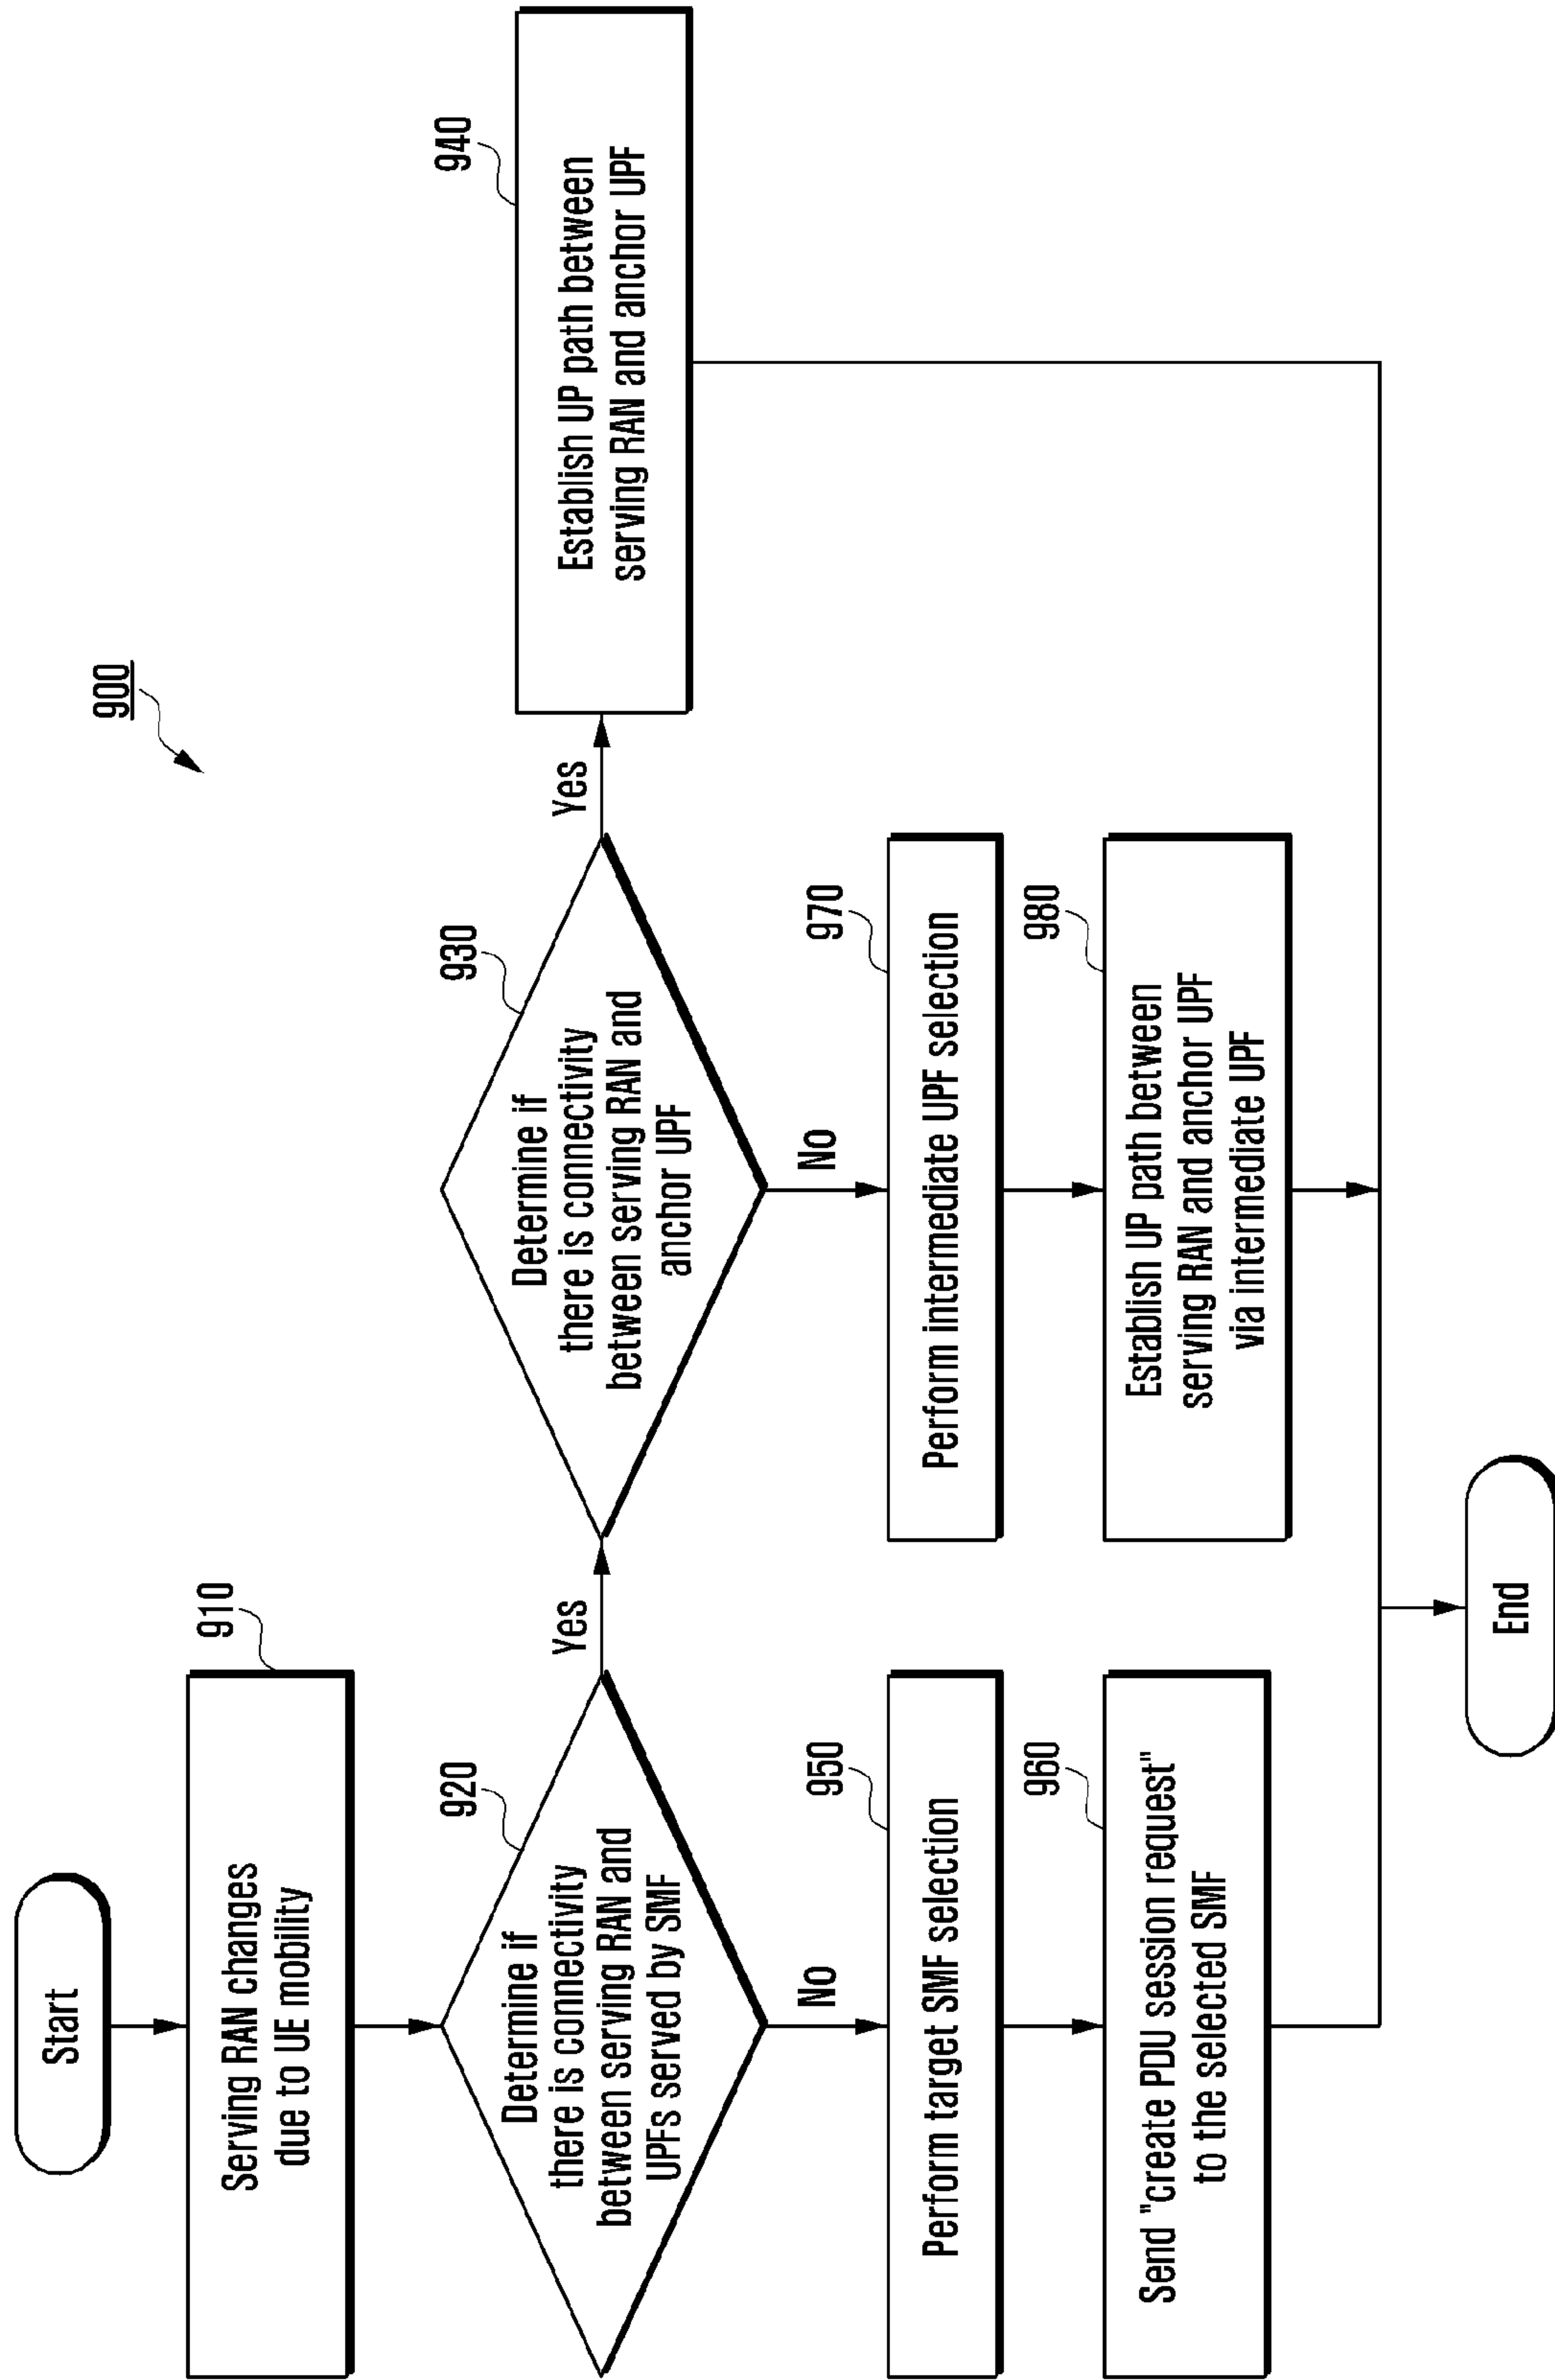 900
Start
Serving RAN changes
due to UE mobility
910
Determine if
there is connectivity
between serving RAN and
UPFs served by SMF
920
Yes
No
Determine if
there is connectivity
between serving RAN and
anchor UPF
930
Yes
No
Establish UP path between
serving RAN and anchor UPF
940
Perform target SMF selection
950
Send "create PDU session request"
to the selected SMF
960
Perform intermediate UPF selection
970
Establish UP path between
serving RAN and anchor UPF
via intermediate UPF
980
End